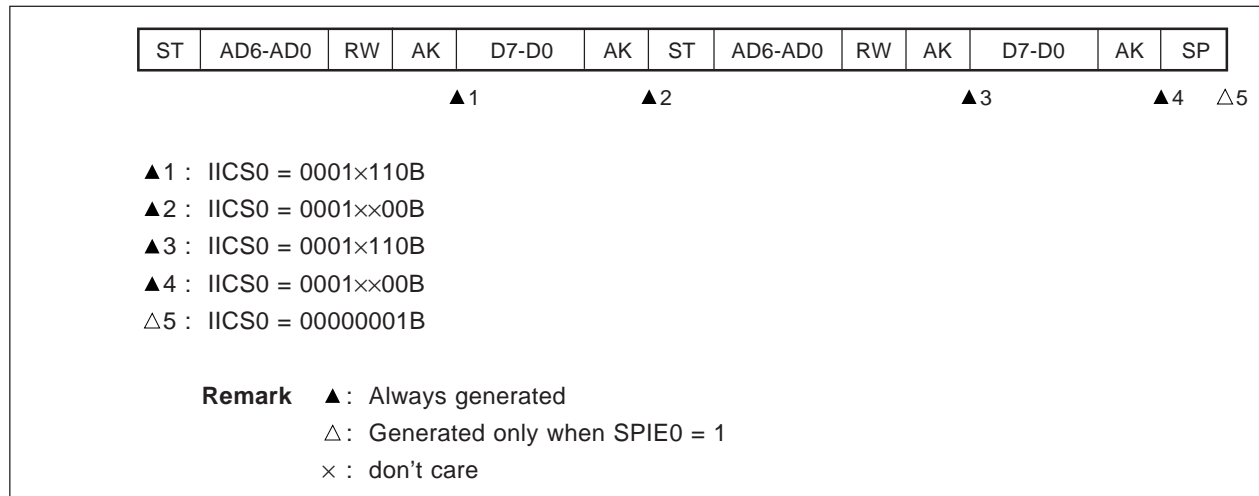 ST AD6-AD0 RW AK D7-D0 AK ST AD6-AD0 RW AK D7-D0 AK SP
▲1 ▲2 ▲3 ▲4 △5
▲1 : IICS0 = 0001×110B
▲2 : IICS0 = 0001××00B
▲3 : IICS0 = 0001×110B
▲4 : IICS0 = 0001××00B
△5 : IICS0 = 00000001B
Remark ▲: Always generated
△: Generated only when SPIE0 = 1
× : don't care